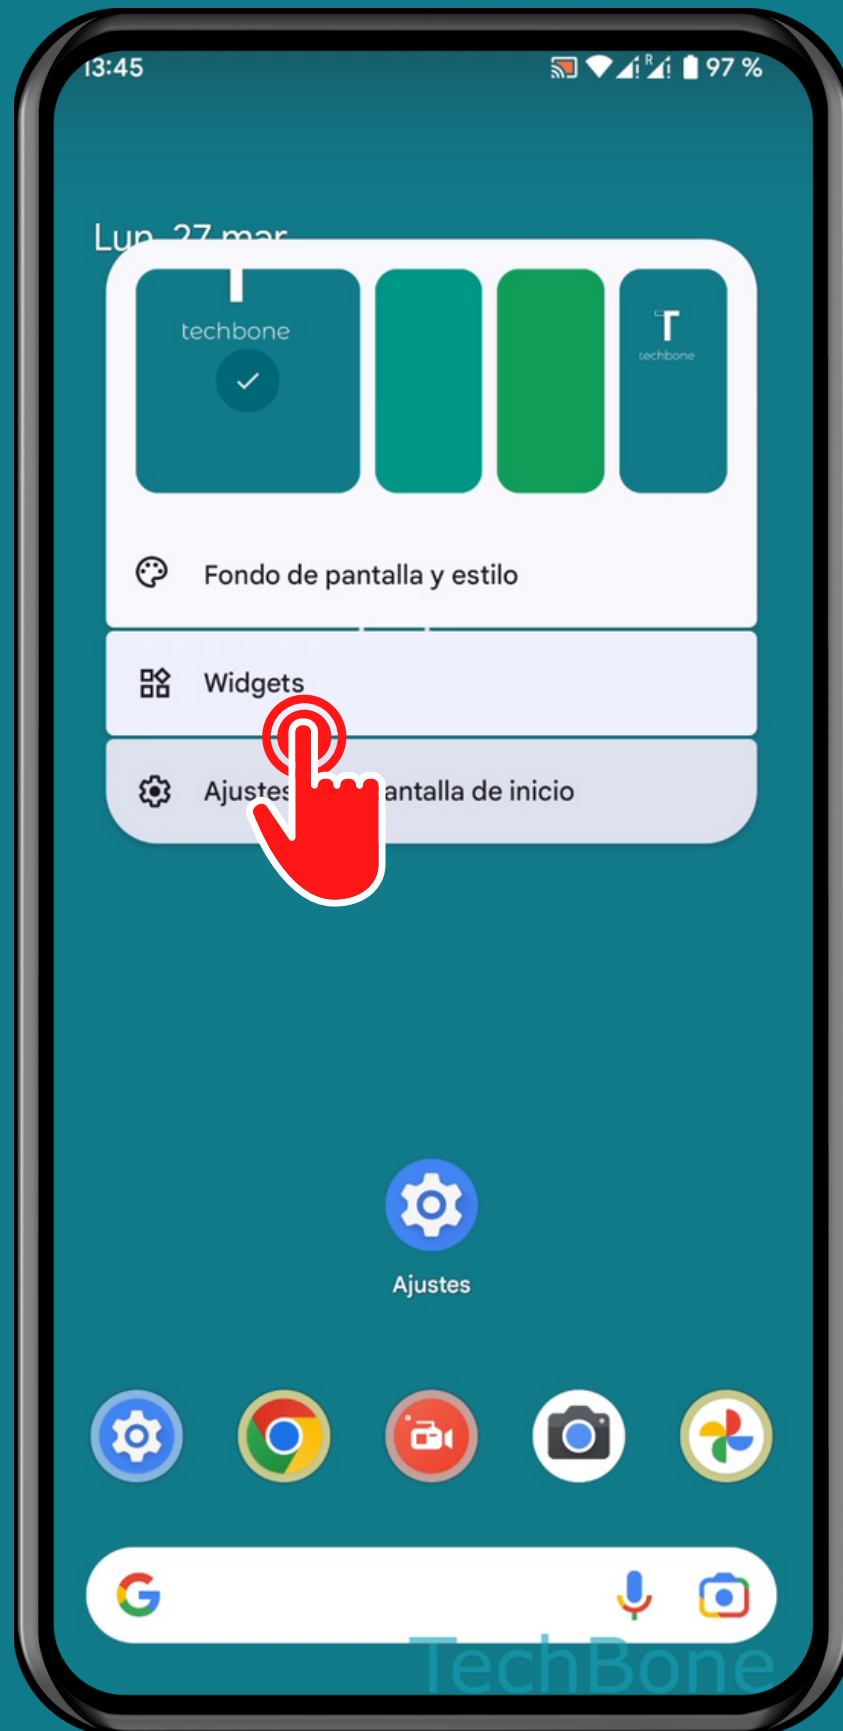 13:45 R 97 %
Lun, 27 mar
techbone
T
techbone
Fondo de pantalla y estilo
Widgets
Ajustes antalla de inicio
Ajustes
G
TechBone